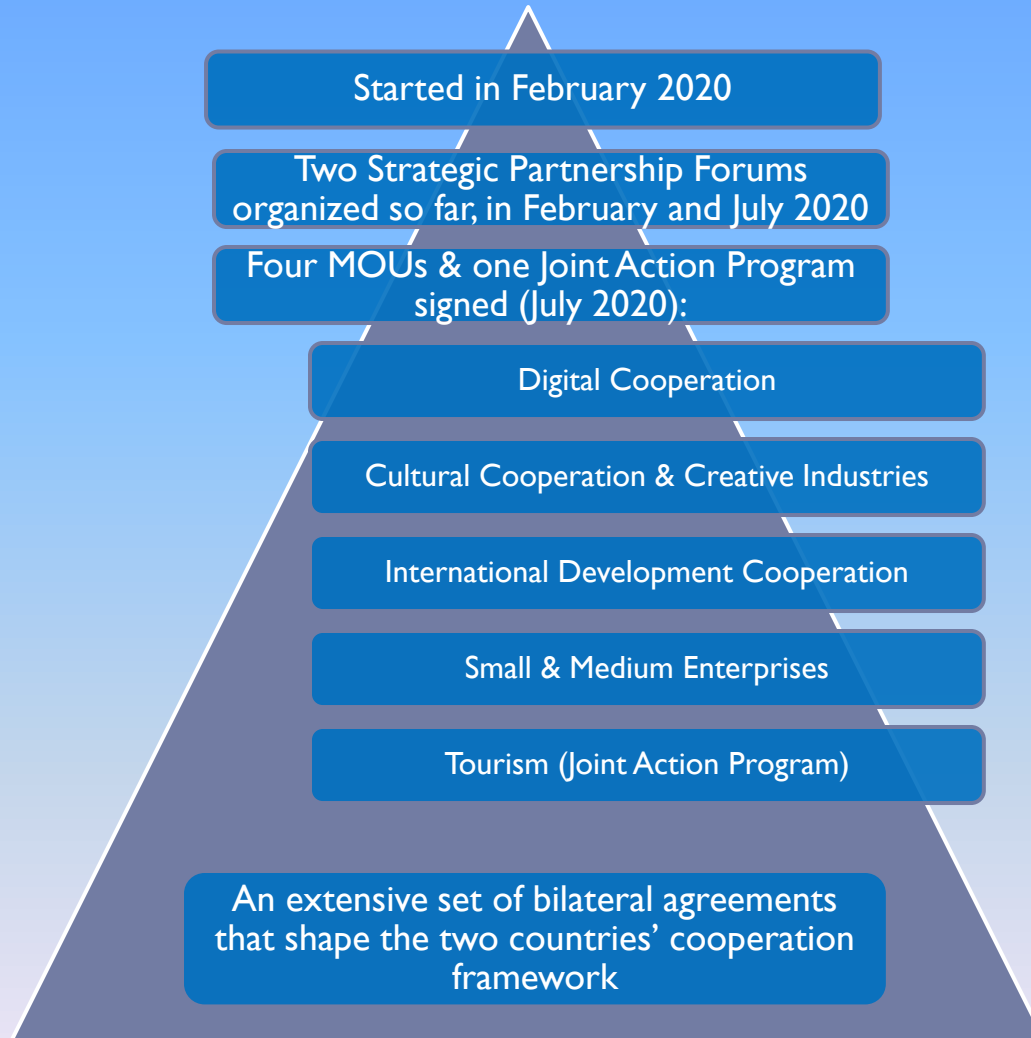 Started in February 2020
Two Strategic Partnership Forums
organized so far, in February and July 2020
Four MOUs & one Joint Action Program
signed (July 2020):
Digital Cooperation
Cultural Cooperation & Creative Industries
International Development Cooperation
Small & Medium Enterprises
Tourism (Joint Action Program)
An extensive set of bilateral agreements
that shape the two countries’ cooperation
framework